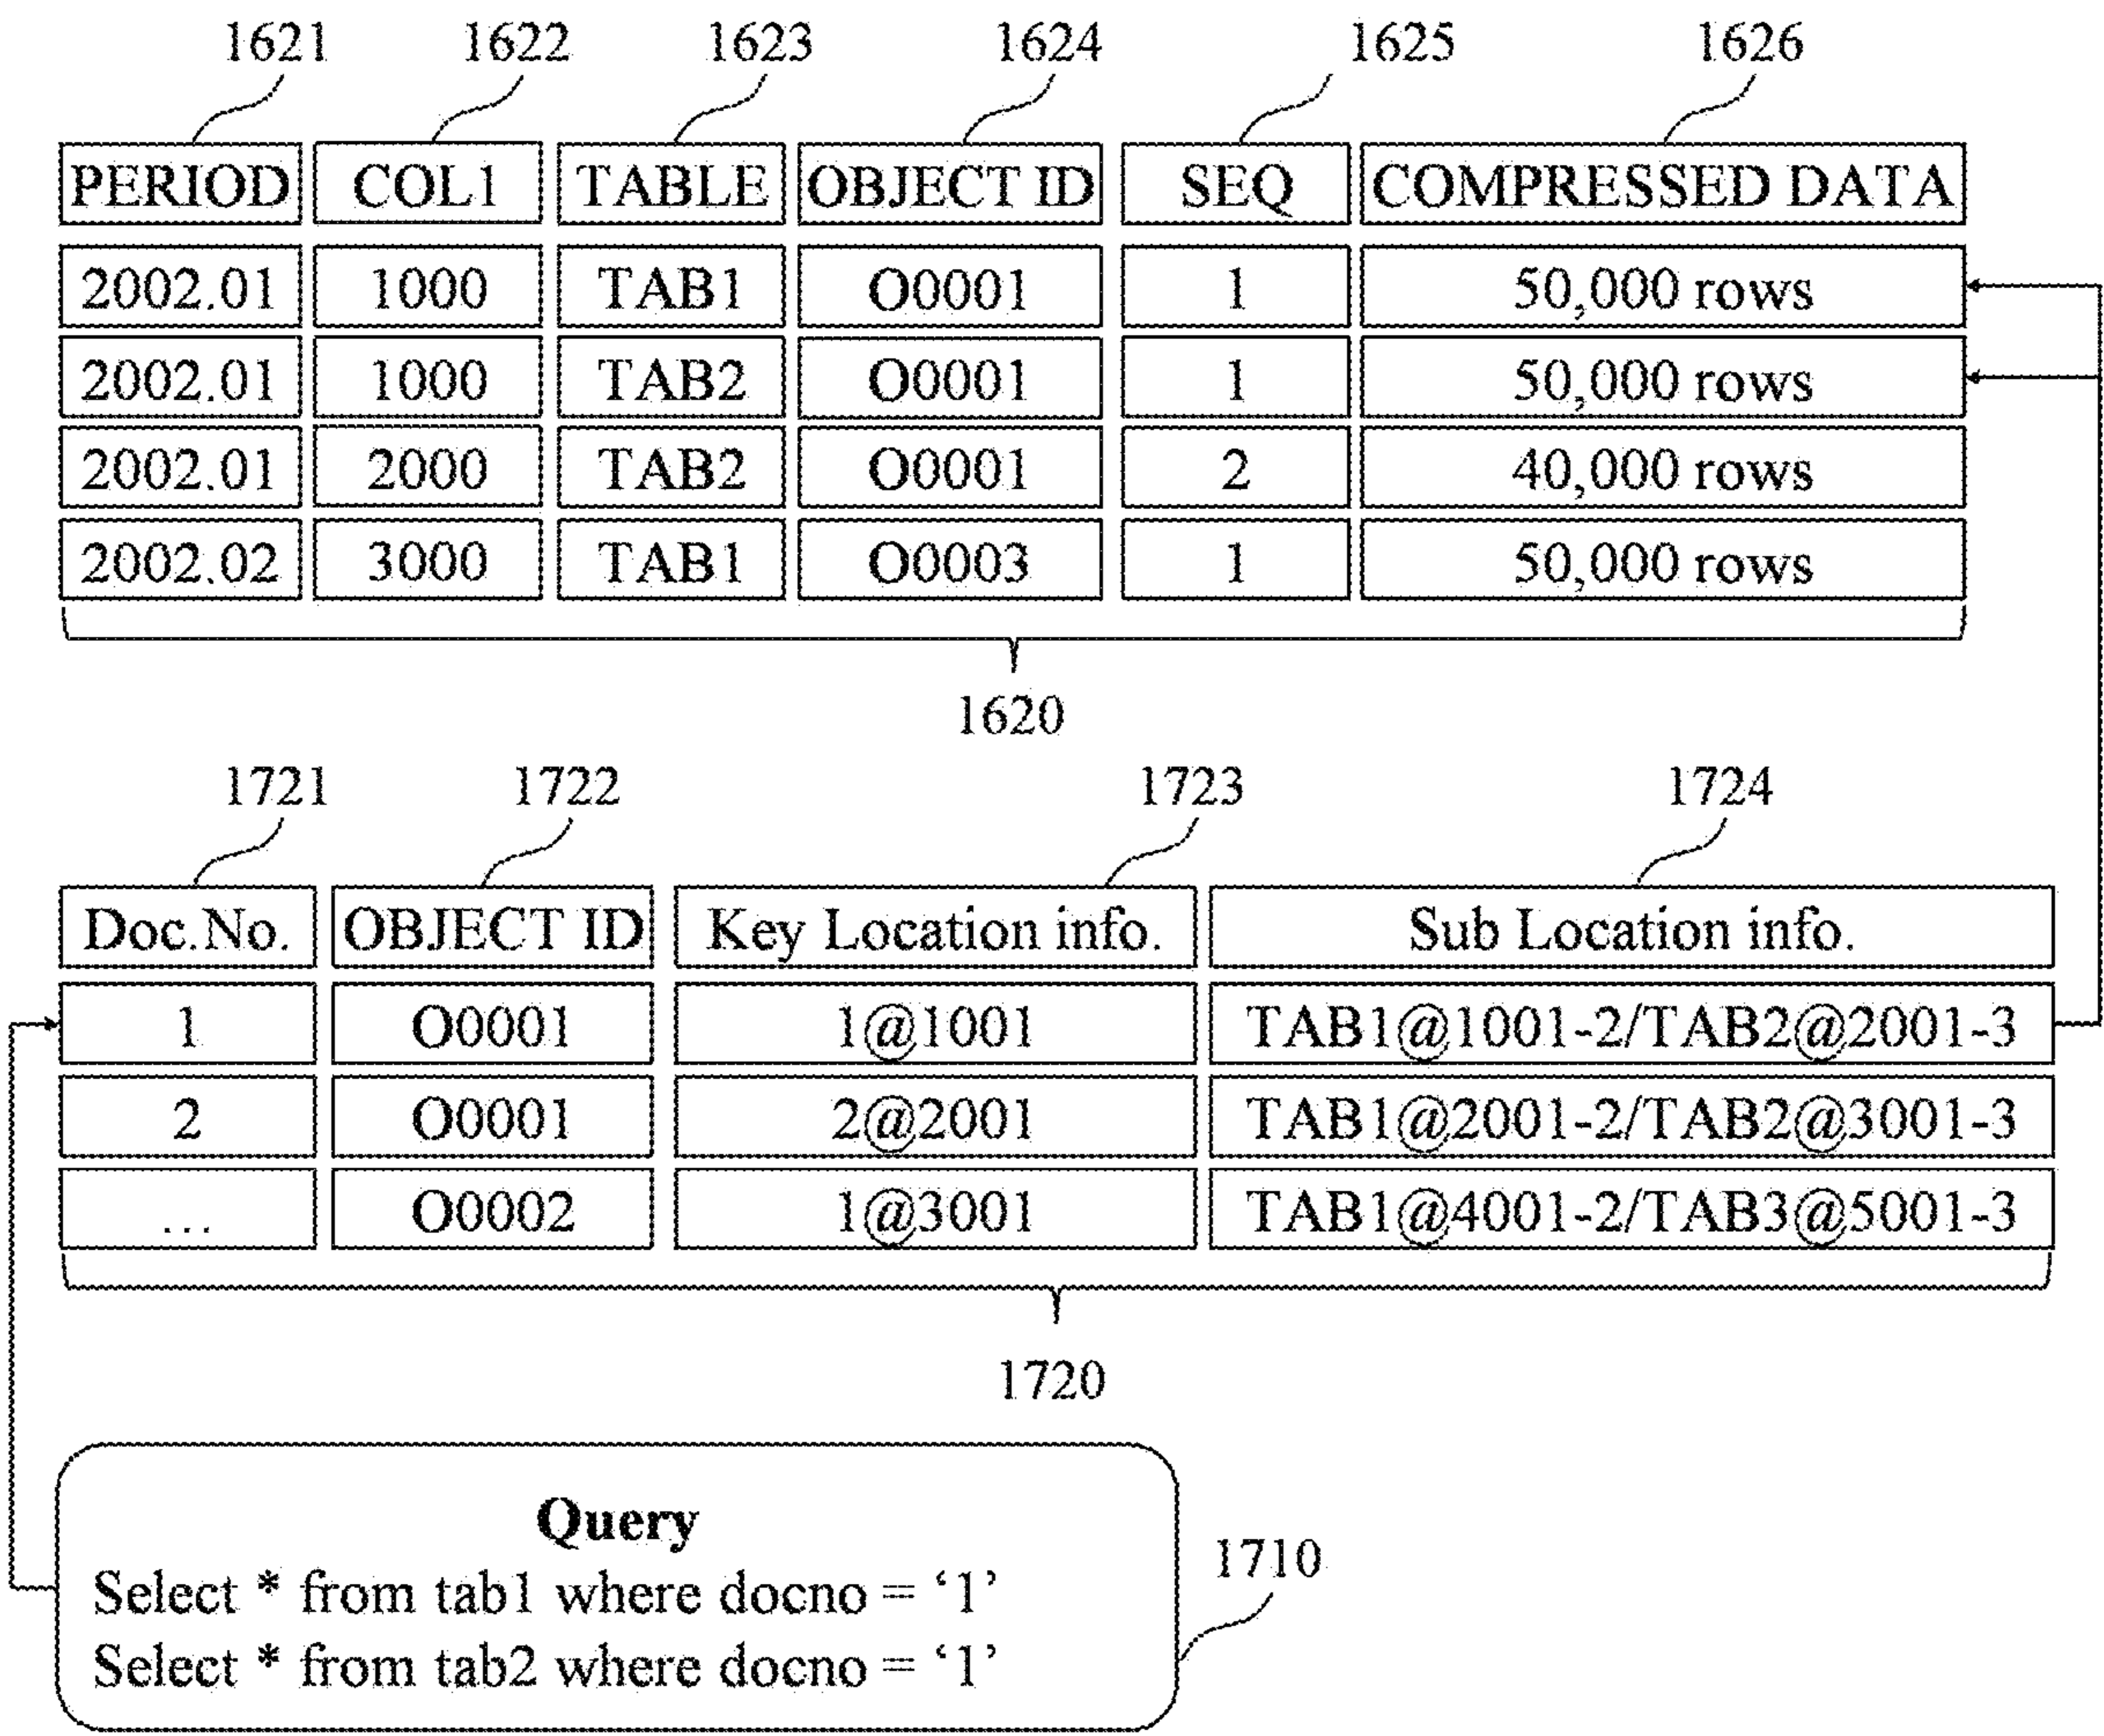 1621 1622 1623 1624 1625 1626
PERIOD COL1 TABLE OBJECT ID SEQ COMPRESSED DATA
2002.01 1000 TAB1 O0001 1 50,000 rows
2002.01 1000 TAB2 O0001 1 50,000 rows
2002.01 2000 TAB2 O0001 2 40,000 rows
2002.02 3000 TAB1 O0003 1 50,000 rows
1620
1721 1722 1723 1724
Doc.No. OBJECT ID Key Location info. Sub Location info.
1 O0001 1@1001 TAB1@1001-2/TAB2@2001-3
2 O0001 2@2001 TAB1@2001-2/TAB2@3001-3
... O0002 1@3001 TAB1@4001-2/TAB3@5001-3
1720
Query
Select * from tab1 where docno = ‘1’
Select * from tab2 where docno = ‘1’
1710